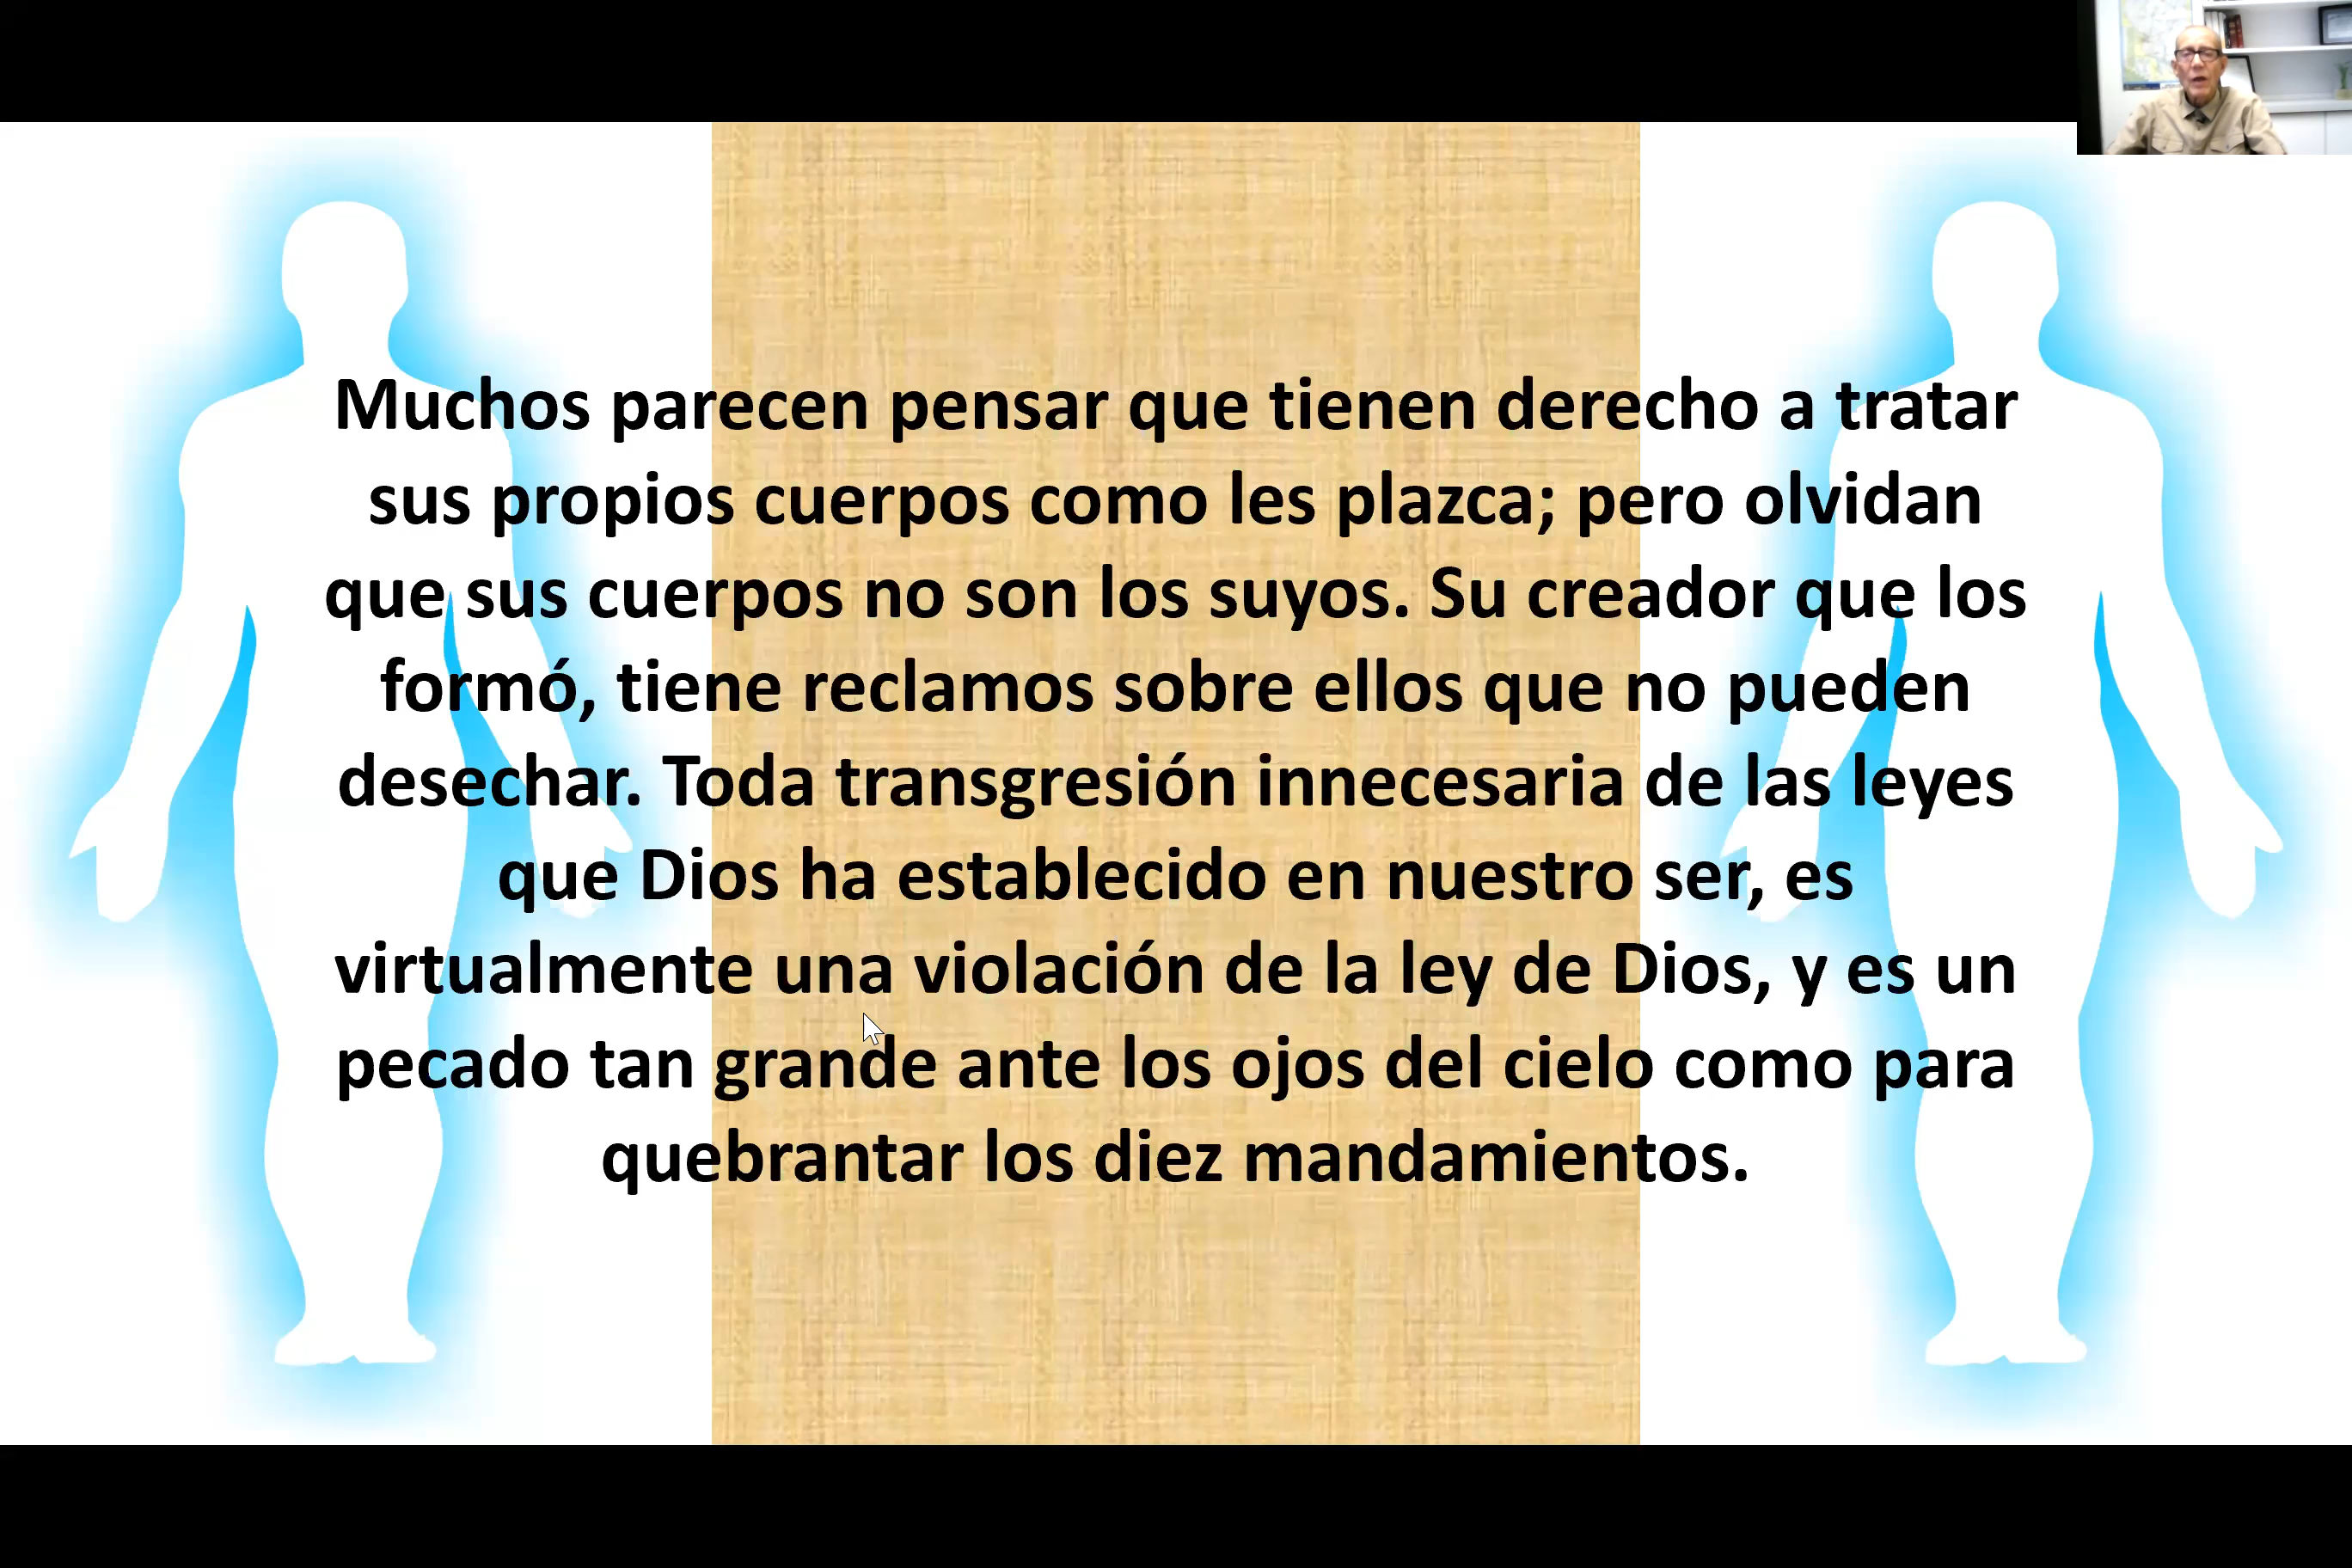 Muchos parecen pensar que tienen derecho a tratar
sus propios cuerpos como les plazca; pero olvidan
que sus cuerpos no son los suyos. Su creador que los
formó, tiene reclamos sobre ellos que no pueden
desechar. Toda transgresión innecesaria de las leyes
que Dios ha establecido en nuestro ser, es
virtualmente una violación de la ley de Dios, y es un
pecado tan grande ante los ojos del cielo como para
quebrantar los diez mandamientos.